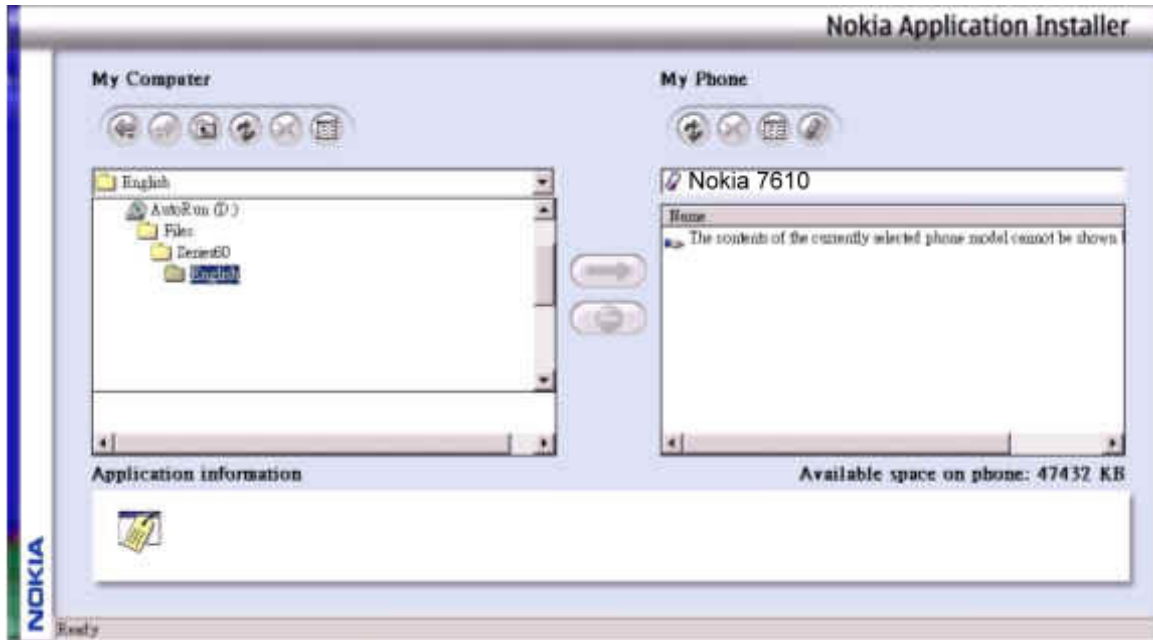 Nokia Application Installer
My Computer
My Phone
English
Nokia 7610
AutoRun (D:)
Files
Series60
English
Name
The contents of the currently selected phone model cannot be shown
Application information
Available space on phone: 47432 KB
NOKIA
Ready